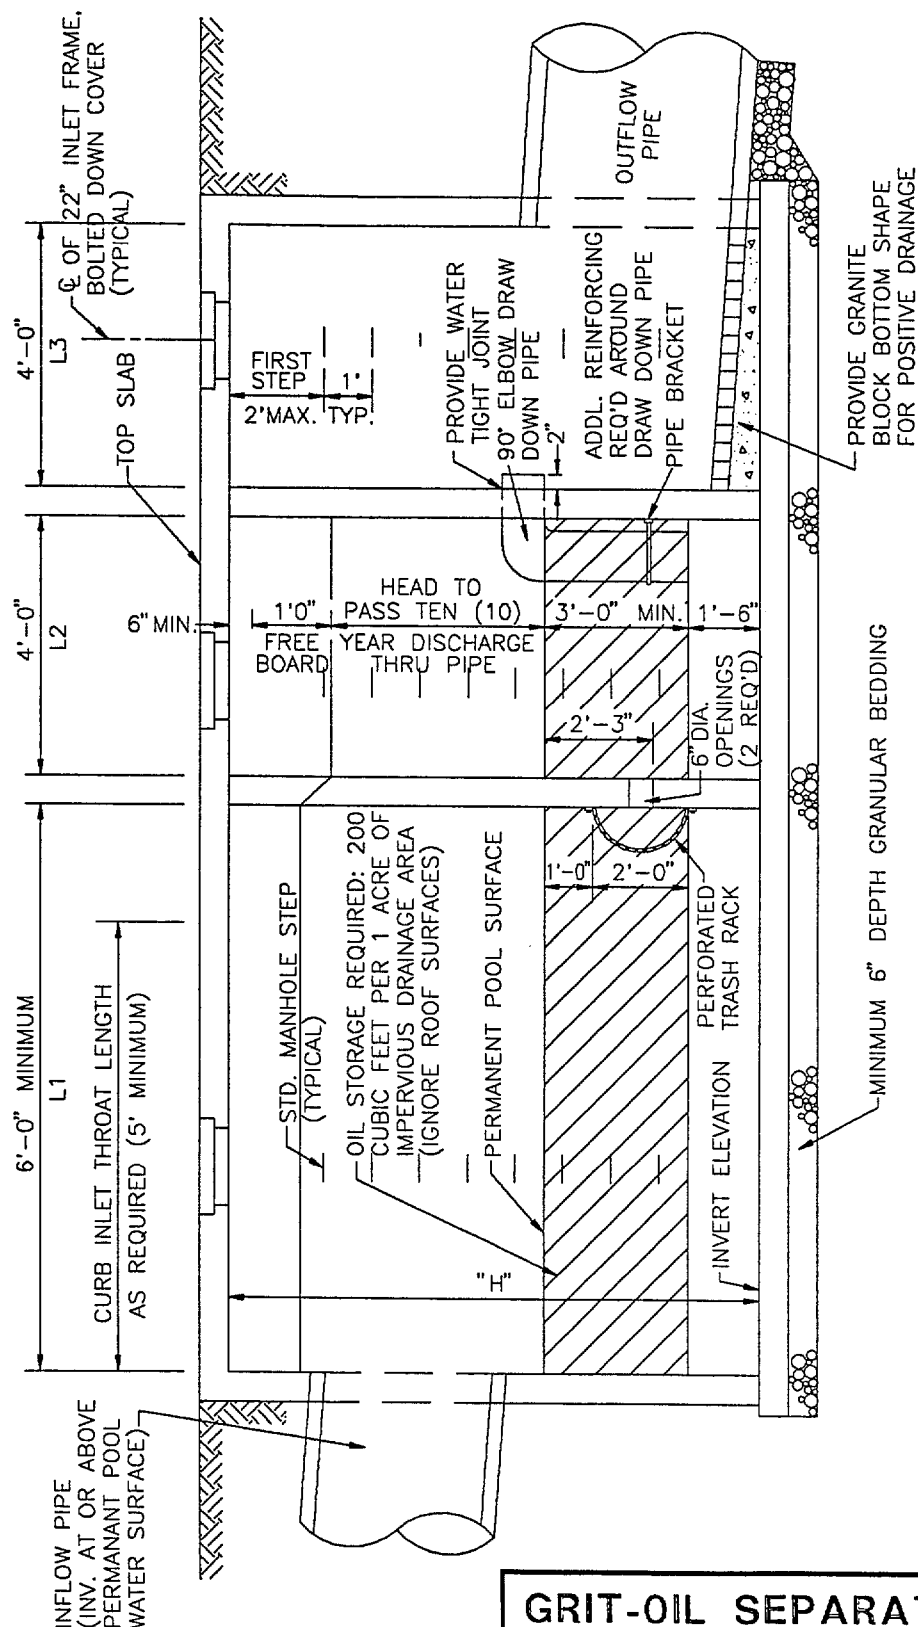 INFLOW PIPE
(INV. AT OR ABOVE
PERMANANT POOL
WATER SURFACE)
6'-0" MINIMUM
L1
CURB INLET THROAT LENGTH
AS REQUIRED (5' MINIMUM)
4'-0"
L2
4'-0"
L3
TOP SLAB
℄ OF 22" INLET FRAME,
BOLTED DOWN COVER
(TYPICAL)
STD. MANHOLE STEP
(TYPICAL)
OIL STORAGE REQUIRED: 200
CUBIC FEET PER 1 ACRE OF
IMPERVIOUS DRAINAGE AREA
(IGNORE ROOF SURFACES)
PERMANENT POOL SURFACE
"H"
INVERT ELEVATION
PERFORATED
TRASH RACK
1'-0"
2'-0"
6" MIN.
1'0"
FREE
BOARD
HEAD TO
PASS TEN (10)
YEAR DISCHARGE
THRU PIPE
3'-0" MIN.
1'-6"
2'-3"
6" DIA.
OPENINGS
(2 REQ'D)
FIRST
STEP
2'MAX.
1'
TYP.
PROVIDE WATER
TIGHT JOINT
90° ELBOW DRAW
DOWN PIPE
2"
ADDL. REINFORCING
REQ'D AROUND
DRAW DOWN PIPE
PIPE BRACKET
OUTFLOW
PIPE
PROVIDE GRANITE
BLOCK BOTTOM SHAPE
FOR POSITIVE DRAINAGE
MINIMUM 6" DEPTH GRANULAR BEDDING
GRIT-OIL SEPARAT